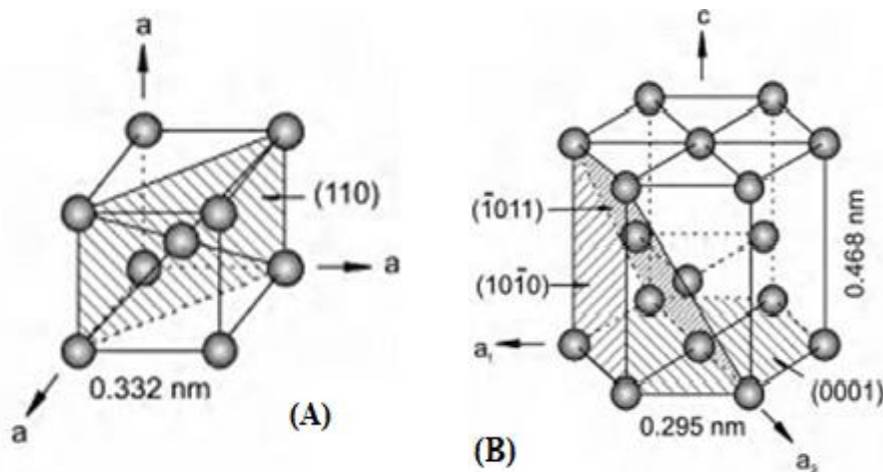 a
(110)
a
a
0.332 nm
(A)
c
(1̄011)
(101̄0)
0.468 nm
a₁
(0001)
0.295 nm
a₂
(B)